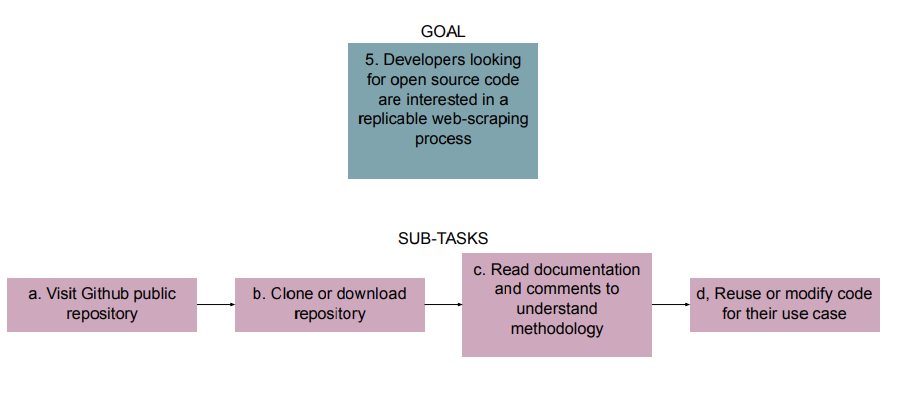 GOAL
5. Developers looking
for open source code
are interested in a
replicable web-scraping
process
SUB-TASKS
a. Visit Github public
repository
b. Clone or download
repository
c. Read documentation
and comments to
understand
methodology
d, Reuse or modify code
for their use case